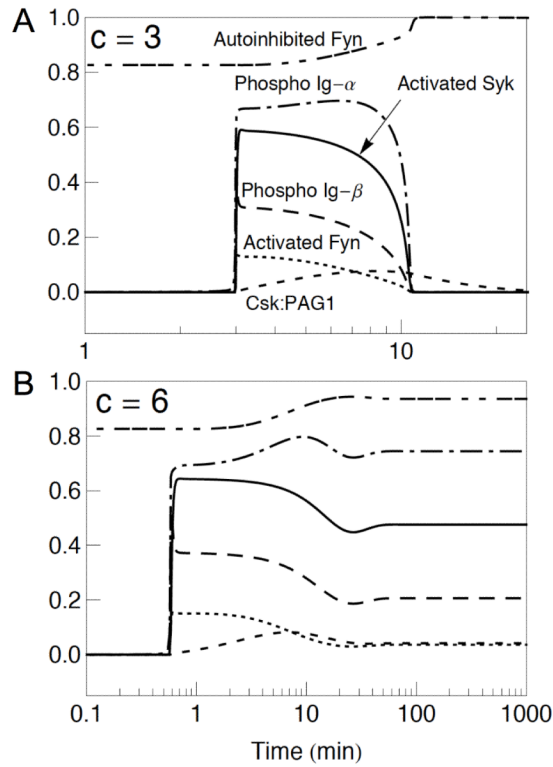 A
c = 3
1.0
0.8
0.6
0.4
0.2
0.0
Autoinhibited Fyn
Phospho Ig-α
Activated Syk
Phospho Ig-β
Activated Fyn
Csk:PAG1
1
10
B
c = 6
1.0
0.8
0.6
0.4
0.2
0.0
0.1
1
10
100
1000
Time (min)